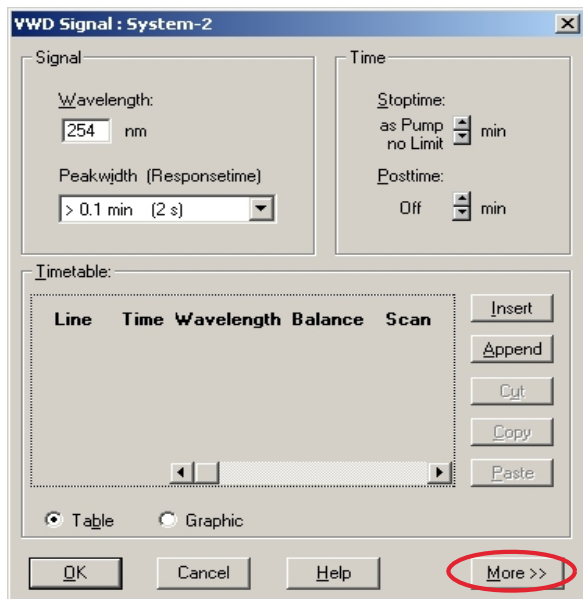 VWD Signal : System-2
Signal
Wavelength:
254 nm
Peakwidth (Responsetime)
> 0.1 min (2 s)
Time
Stoptime:
as Pump
no Limit min
Posttime:
Off min
Timetable:
Line Time Wavelength Balance Scan
Insert
Append
Cut
Copy
Paste
Table Graphic
OK Cancel Help More >>